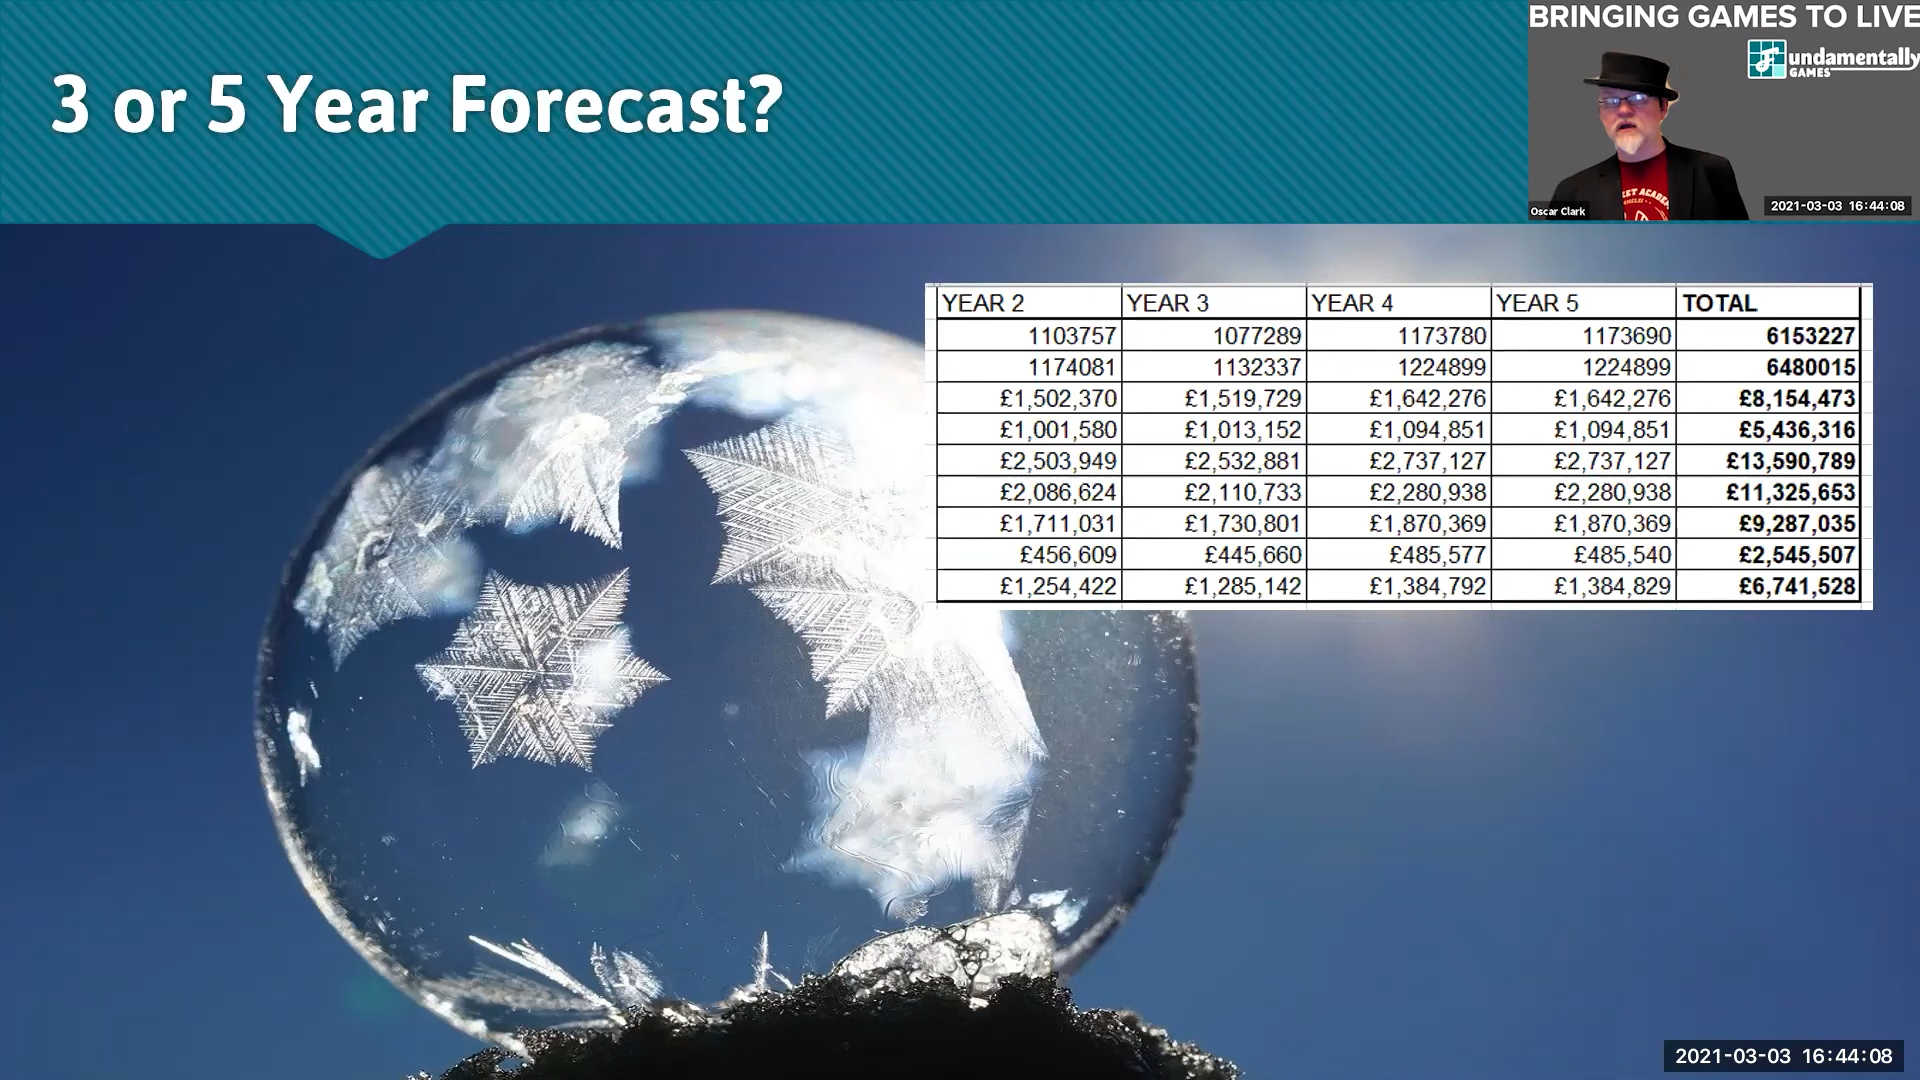 3 or 5 Year Forecast?
BRINGING GAMES TO LIVE
Fundamentally
GAMES
Oscar Clark
2021-03-03 16:44:08
YEAR 2 YEAR 3 YEAR 4 YEAR 5 TOTAL
1103757 1077289 1173780 1173690 6153227
1174081 1132337 1224899 1224899 6480015
£1,502,370 £1,519,729 £1,642,276 £1,642,276 £8,154,473
£1,001,580 £1,013,152 £1,094,851 £1,094,851 £5,436,316
£2,503,949 £2,532,881 £2,737,127 £2,737,127 £13,590,789
£2,086,624 £2,110,733 £2,280,938 £2,280,938 £11,325,653
£1,711,031 £1,730,801 £1,870,369 £1,870,369 £9,287,035
£456,609 £445,660 £485,577 £485,540 £2,545,507
£1,254,422 £1,285,142 £1,384,792 £1,384,829 £6,741,528
2021-03-03 16:44:08